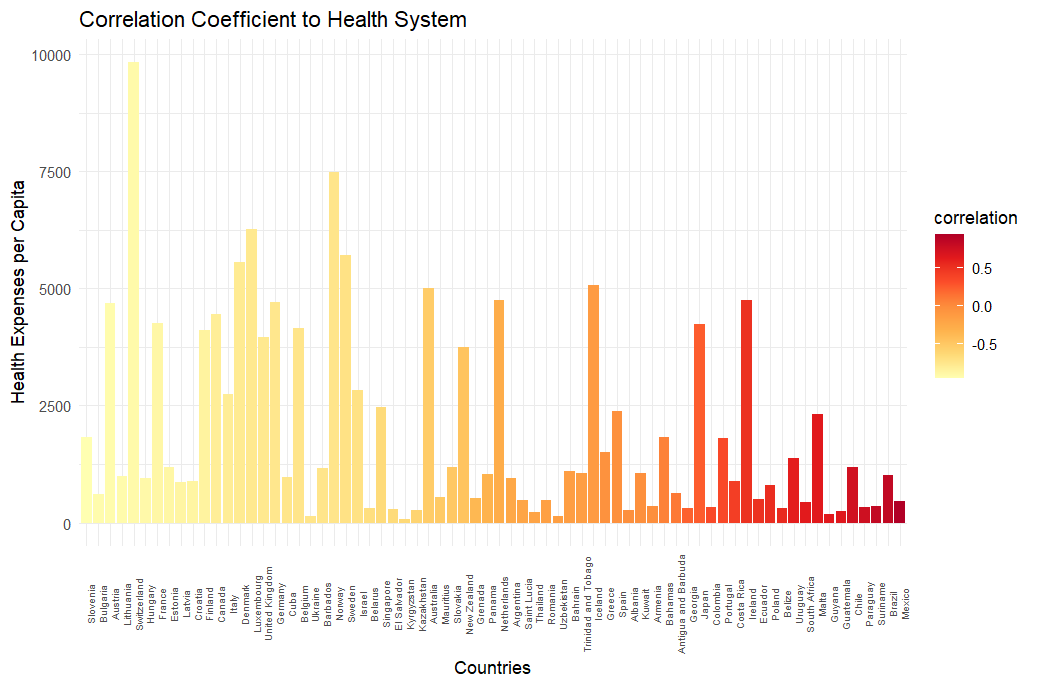 Correlation Coefficient to Health System
10000
7500
5000
2500
0
Health Expenses per Capita
Slovenia
Bulgaria
Austria
Lithuania
Switzerland
Hungary
France
Estonia
Latvia
Croatia
Finland
Canada
Italy
Denmark
Luxembourg
United Kingdom
Germany
Cuba
Belgium
Ukraine
Barbados
Norway
Sweden
Israel
Belarus
Singapore
El Salvador
Kyrgyzstan
Kazakhstan
Australia
Mauritius
Slovakia
New Zealand
Grenada
Panama
Netherlands
Argentina
Saint Lucia
Thailand
Romania
Uzbekistan
Bahrain
Trinidad and Tobago
Iceland
Greece
Spain
Albania
Kuwait
Armenia
Bahamas
Antigua and Barbuda
Georgia
Japan
Colombia
Portugal
Costa Rica
Ireland
Ecuador
Poland
Belize
Uruguay
South Africa
Malta
Guyana
Guatemala
Chile
Paraguay
Suriname
Brazil
Mexico
Countries
correlation
0.5
0.0
-0.5